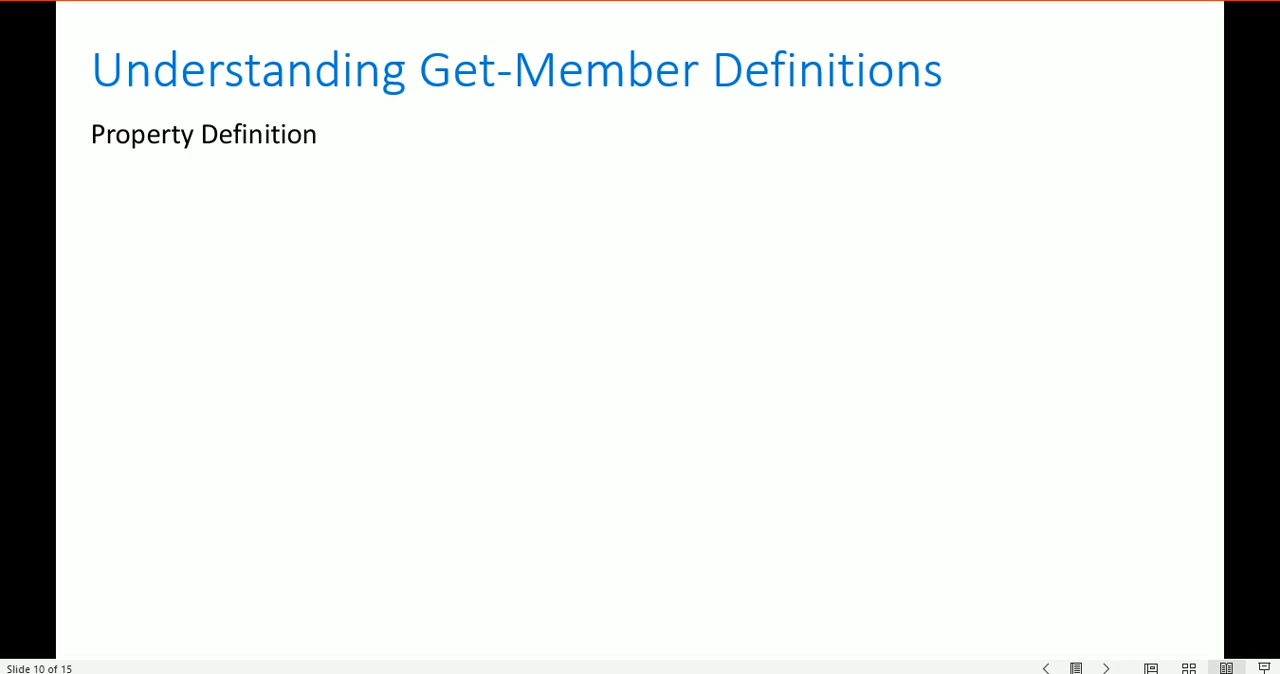 Understanding Get-Member Definitions
Property Definition
Slide 10 of 15